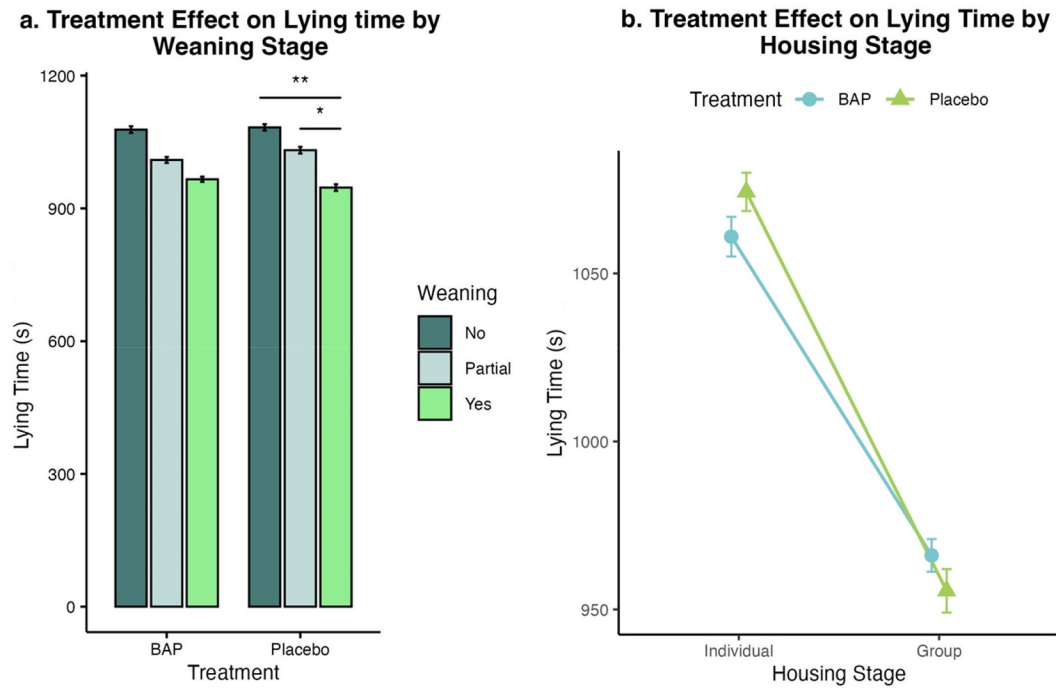 a. Treatment Effect on Lying time by
Weaning Stage
1200
900
600
300
0
Lying Time (s)
**
*
BAP
Placebo
Treatment
Weaning
No
Partial
Yes
b. Treatment Effect on Lying Time by
Housing Stage
Treatment BAP Placebo
1050
1000
950
Lying Time (s)
Individual
Group
Housing Stage